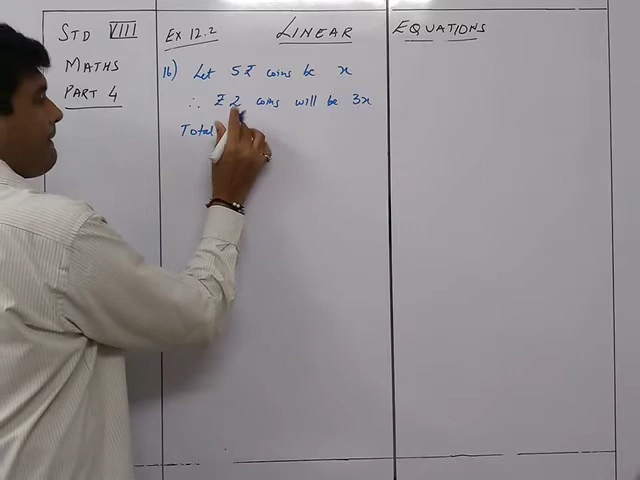 STD VIII
MATHS
PART 4
EX 12.2
LINEAR EQUATIONS
16) Let 5₹ coins be x
∴ ₹2 coins will be 3x
Total